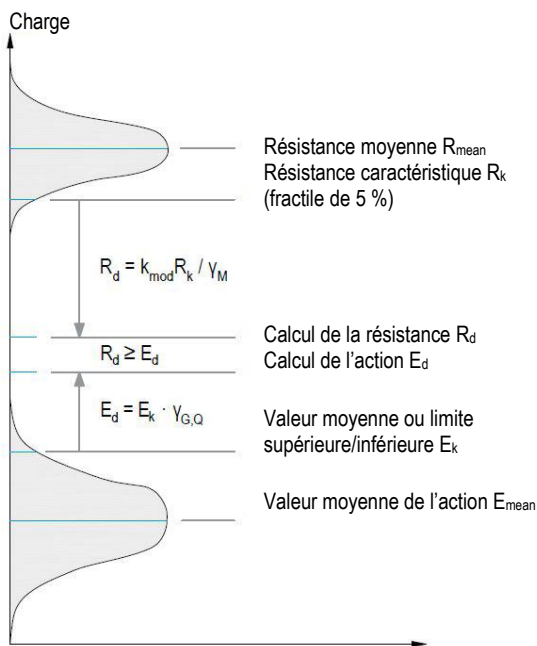 Charge
Résistance moyenne Rmean
Résistance caractéristique Rk
(fractile de 5 %)
Rd = kmodRk / γM
Calcul de la résistance Rd
Rd ≥ Ed
Calcul de l’action Ed
Ed = Ek · γG,Q
Valeur moyenne ou limite
supérieure/inférieure Ek
Valeur moyenne de l’action Emean